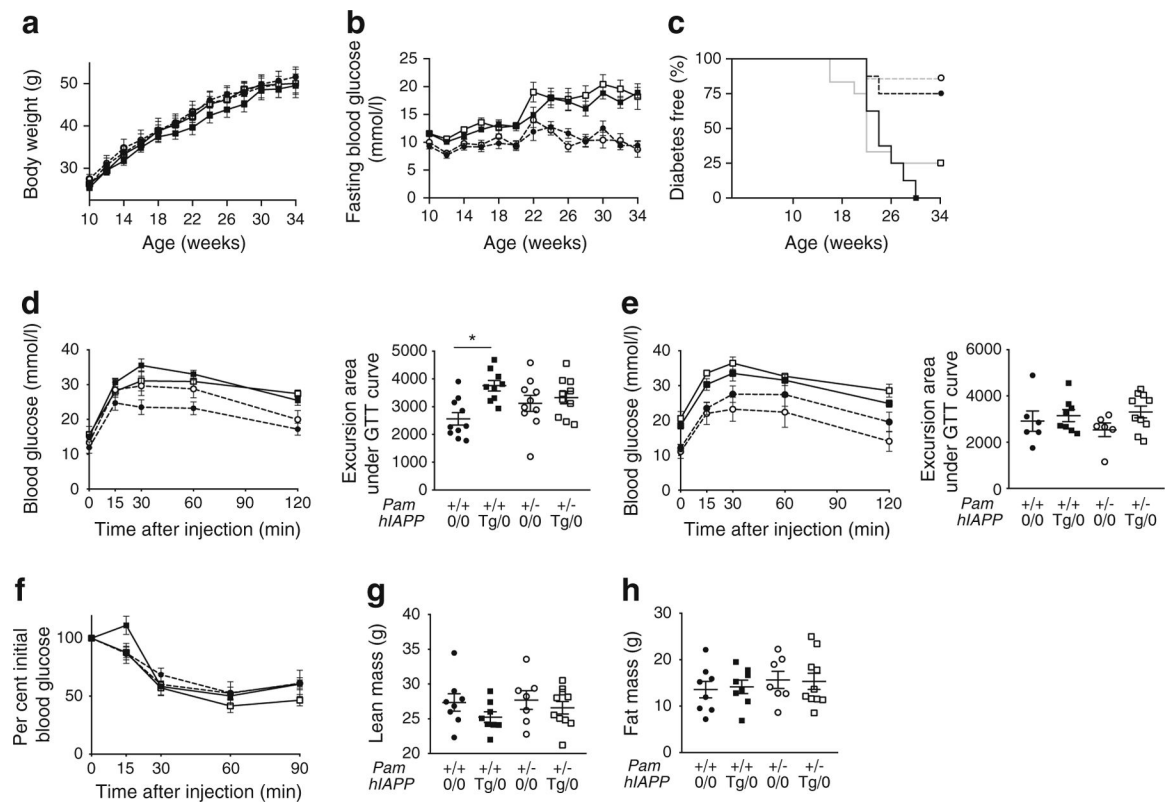 a
b
c
Body weight (g)
50
40
30
10 14 18 22 26 30 34
Age (weeks)
Fasting blood glucose
(mmol/l)
25
20
15
10
5
0
10 14 18 22 26 30 34
Age (weeks)
Diabetes free (%)
100
75
50
25
0
10 18 26 34
Age (weeks)
d
e
Blood glucose (mmol/l)
40
30
20
10
0
0 15 30 60 120
Time after injection (min)
Excursion area
under GTT curve
5000
4000
3000
2000
1000
0
*
Pam +/+ +/+ +/- +/-
hIAPP 0/0 Tg/0 0/0 Tg/0
Blood glucose (mmol/l)
40
30
20
10
0
0 15 30 60 120
Time after injection (min)
Excursion area
under GTT curve
6000
4000
2000
0
Pam +/+ +/+ +/- +/-
hIAPP 0/0 Tg/0 0/0 Tg/0
f
g
h
Per cent initial
blood glucose
100
50
0
0 15 30 60 90
Time after injection (min)
Lean mass (g)
40
35
30
25
20
Pam +/+ +/+ +/- +/-
hIAPP 0/0 Tg/0 0/0 Tg/0
Fat mass (g)
30
20
10
0
Pam +/+ +/+ +/- +/-
hIAPP 0/0 Tg/0 0/0 Tg/0